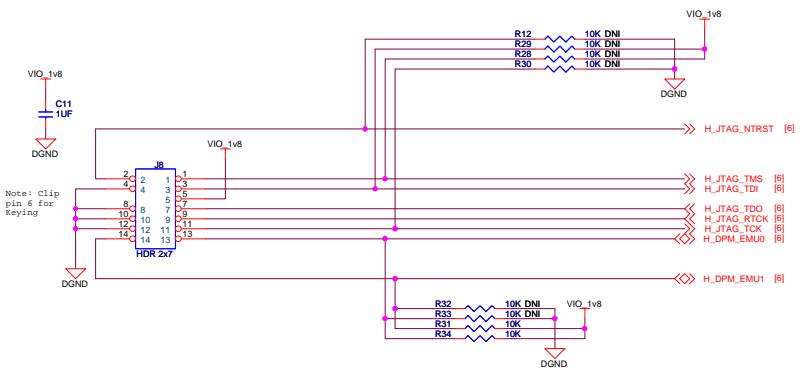 VIO_1v8
R12 10K DNI
R29 10K DNI
R28 10K DNI
R30 10K DNI
DGND
VIO_1v8
C11
1UF
DGND
H_JTAG_NTRST [6]
VIO_1v8
J8
2 2 1 1 H_JTAG_TMS [6]
4 4 3 3 H_JTAG_TDI [6]
5 5
Note: Clip
pin 6 for
Keying
8 8 7 7 H_JTAG_TDO [6]
10 10 9 9 H_JTAG_RTCK [6]
12 12 11 11 H_JTAG_TCK [6]
14 14 13 13 H_DPM_EMU0 [6]
HDR 2x7
DGND
H_DPM_EMU1 [6]
VIO_1v8
R32 10K DNI
R33 10K DNI
R31 10K
R34 10K
DGND